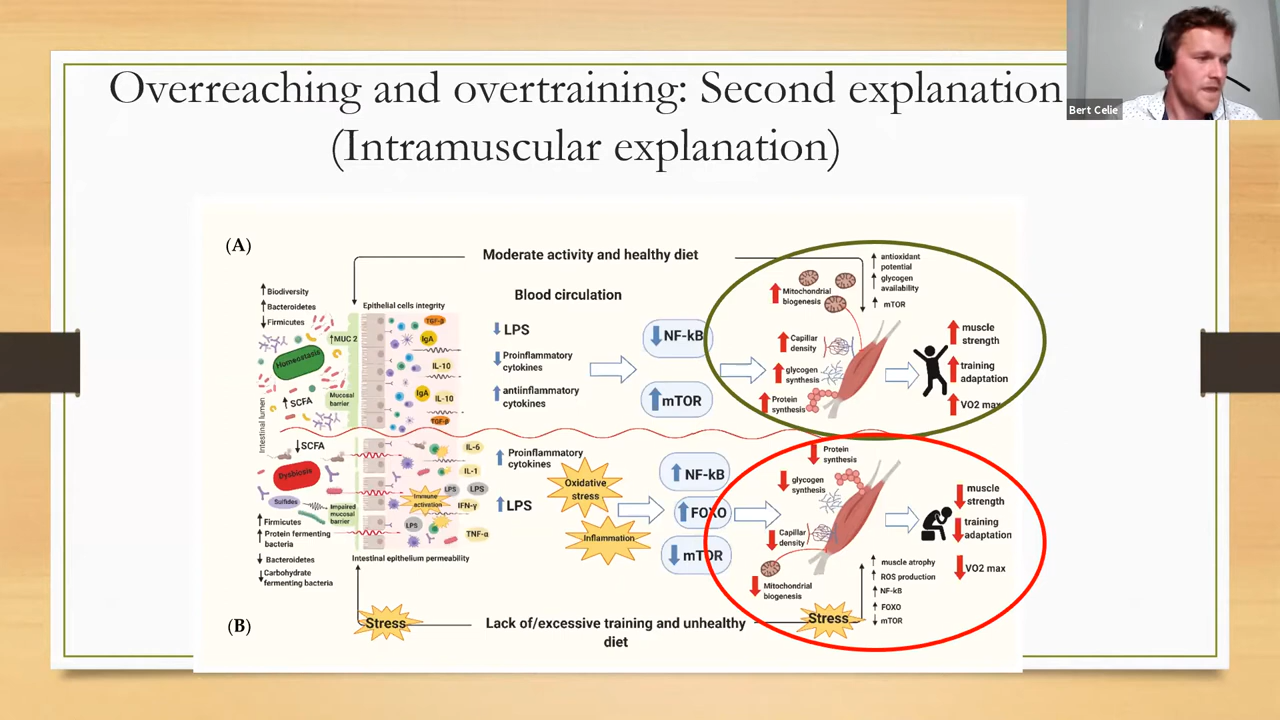 Overreaching and overtraining: Second explanation
(Intramuscular explanation)
Bert Celie
(A)
Moderate activity and healthy diet
Blood circulation
Biodiversity
Bacteroidetes
Firmicutes
Homeostasis
SCFA
Intestinal lumen
↑MUC 2
Mucosal
barrier
Epithelial cells integrity
TGF-β
IgA
IL-10
IgA
IL-10
TGF-β
LPS
Proinflammatory
cytokines
antiinflammatory
cytokines
NF-kB
mTOR
Mitochondrial
biogenesis
Capillar
density
glycogen
synthesis
Protein
synthesis
antioxidant
potential
glycogen
availability
mTOR
muscle
strength
training
adaptation
VO2 max
SCFA
Dysbiosis
Sulfides
Impaired
mucosal
barrier
Firmicutes
Protein fermenting
bacteria
Bacteroidetes
Carbohydrate
fermenting bacteria
IL-6
IL-1
LPS
LPS
Immune
activation
IFN-γ
LPS
TNF-α
Intestinal epithelium permeability
Proinflammatory
cytokines
LPS
Oxidative
stress
Inflammation
NF-kB
FOXO
mTOR
Protein
synthesis
glycogen
synthesis
Capillar
density
Mitochondrial
biogenesis
muscle
strength
training
adaptation
VO2 max
muscle atrophy
ROS production
NF-kB
FOXO
mTOR
(B)
Stress
Lack of/excessive training and unhealthy
diet
Stress